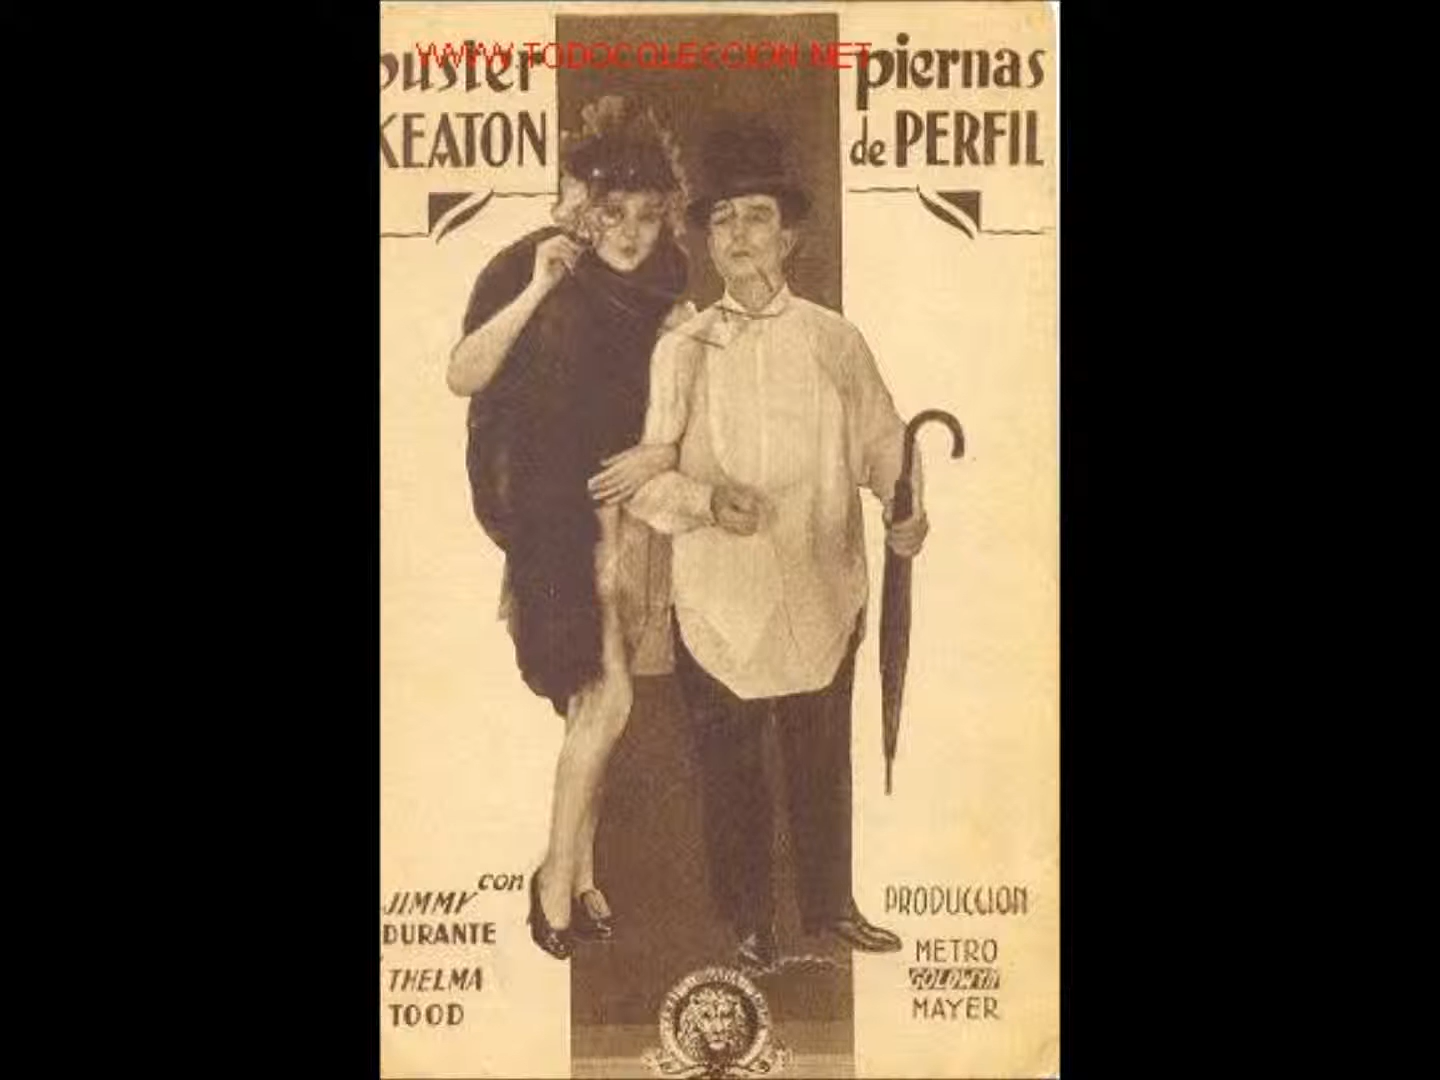 WWW.TODOCOLECCION.NET
buster
KEATON
piernas
de PERFIL
con
JIMMY
DURANTE
THELMA
TOOD
PRODUCCION
METRO
GOLDWYN
MAYER